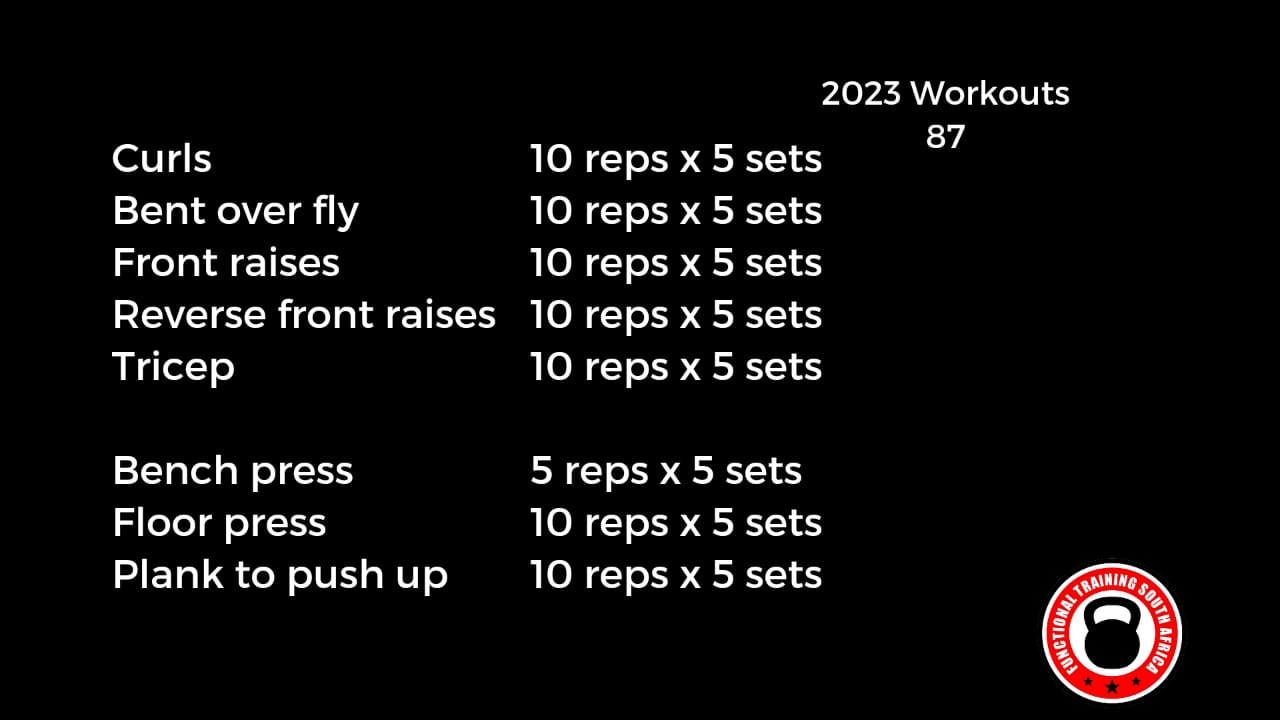 2023 Workouts
87
Curls 10 reps x 5 sets
Bent over fly 10 reps x 5 sets
Front raises 10 reps x 5 sets
Reverse front raises 10 reps x 5 sets
Tricep 10 reps x 5 sets
Bench press 5 reps x 5 sets
Floor press 10 reps x 5 sets
Plank to push up 10 reps x 5 sets
FUNCTIONAL TRAINING SOUTH AFRICA